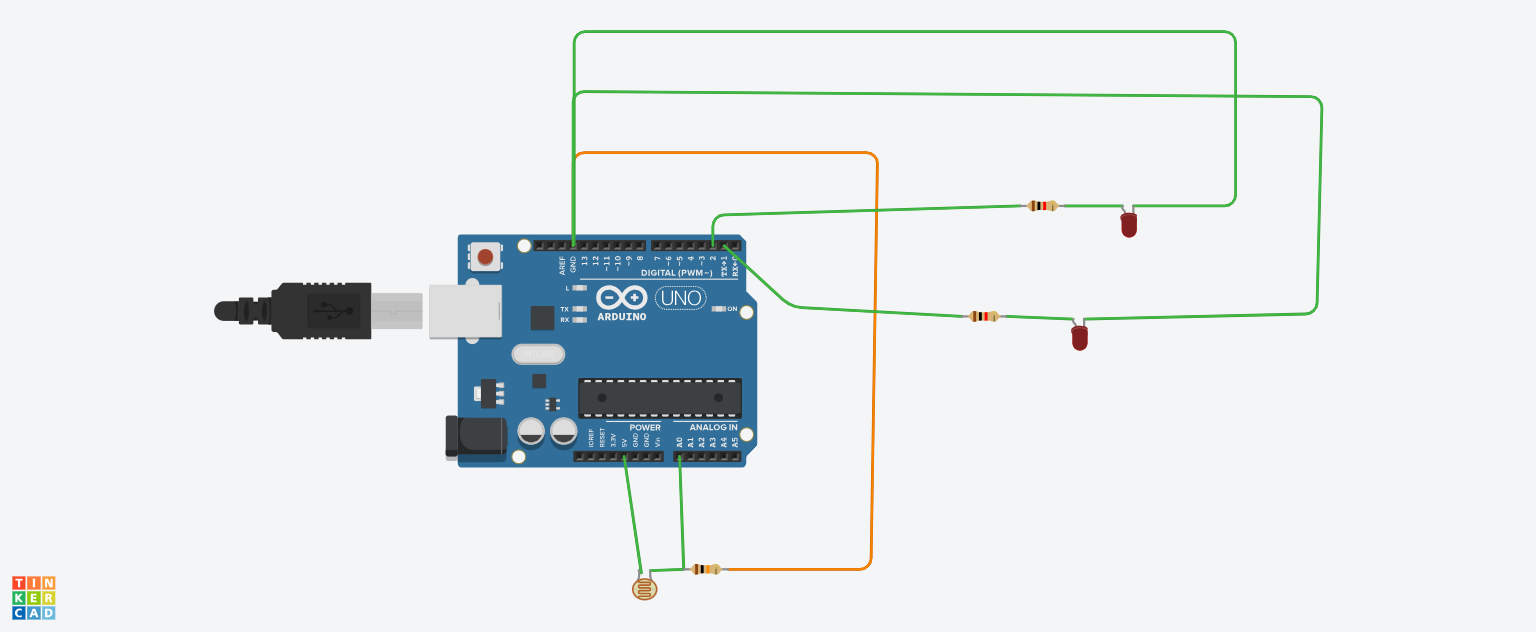 AREF
GND
13
12
~11
~10
~9
8
7
~6
~5
4
~3
2
TX→1
RX←0
DIGITAL (PWM~)
L
TX
RX
UNO
ON
ARDUINO
POWER
ANALOG IN
IOREF
RESET
3.3V
5V
GND
GND
Vin
A0
A1
A2
A3
A4
A5
TIN
KER
CAD